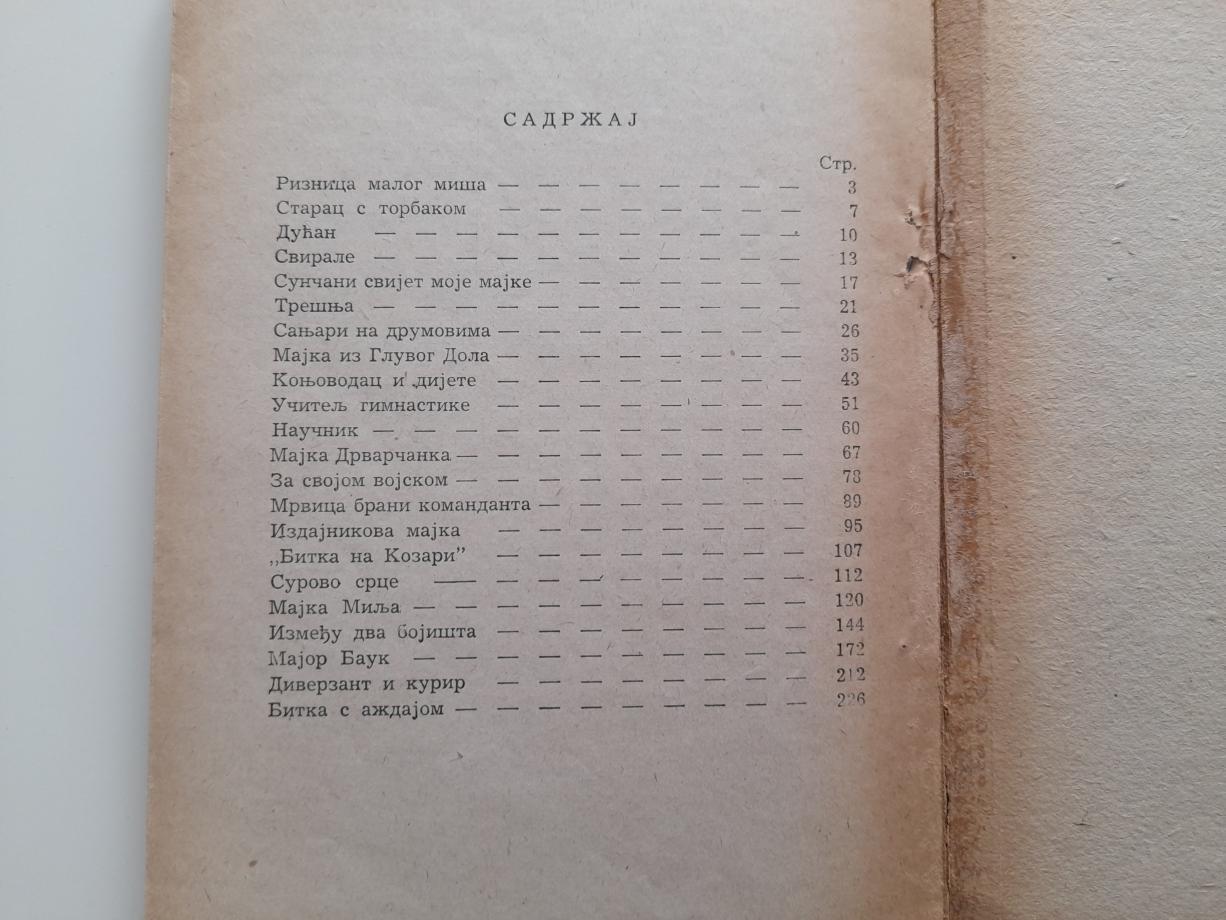 САДРЖАЈ
Стр.
Ризница малог миша — — — — — — — — 3
Старац с торбаком — — — — — — — — 7
Дућан — — — — — — — — — — — 10
Свирале — — — — — — — — — — — 13
Сунчани свијет моје мајке — — — — — — — 17
Трешња — — — — — — — — — — — 21
Сањари на друмовима — — — — — — — — 26
Мајка из Глувог Дола — — — — — — — — 35
Коњоводац и дијете — — — — — — — — 43
Учитељ гимнастике — — — — — — — — 51
Научник — — — — — — — — — — — 60
Мајка Дрварчанка — — — — — — — — — 67
За својом војском — — — — — — — — — 78
Мрвица брани команданта — — — — — — — 89
Издајникова мајка — — — — — — — — 95
„Битка на Козари” — — — — — — — — 107
Сурово срце — — — — — — — — — 112
Мајка Миља — — — — — — — — — — 120
Између два бојишта — — — — — — — — 144
Мајор Баук — — — — — — — — — — 172
Диверзант и курир — — — — — — — — 212
Битка с аждајом — — — — — — — — — 226